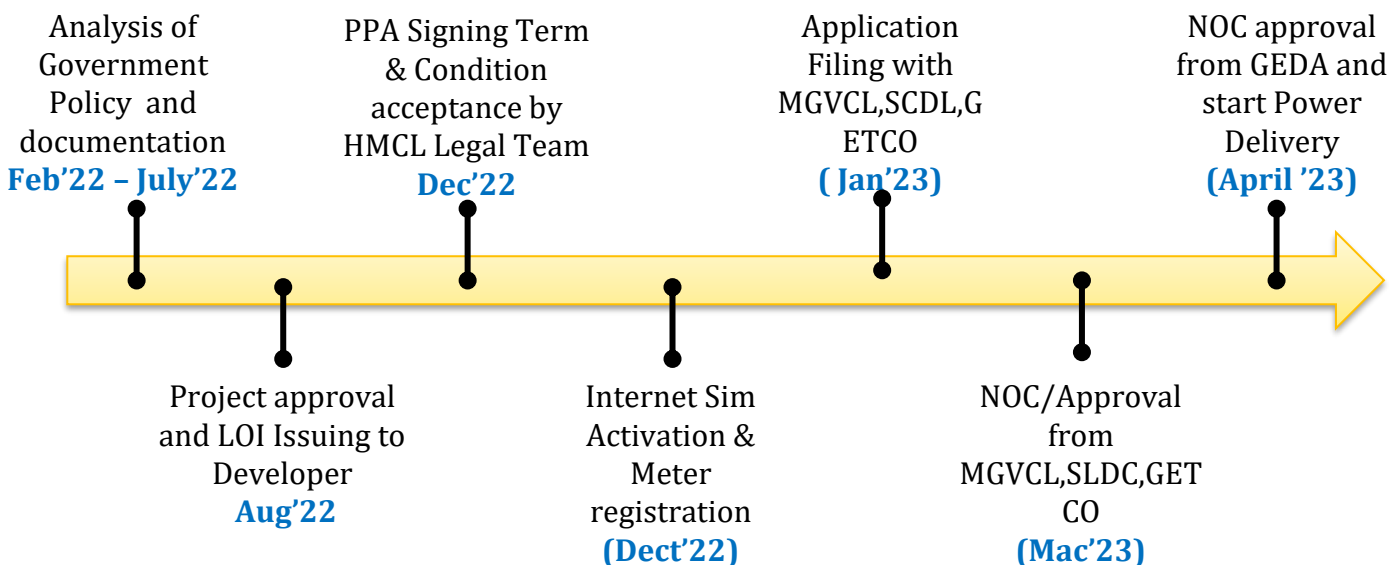 Analysis of
Government
Policy and
documentation
Feb’22 – July’22
Project approval
and LOI Issuing to
Developer
Aug’22
PPA Signing Term
& Condition
acceptance by
HMCL Legal Team
Dec’22
Internet Sim
Activation &
Meter
registration
(Dect’22)
Application
Filing with
MGVCL,SCDL,G
ETCO
( Jan’23)
NOC/Approval
from
MGVCL,SLDC,GET
CO
(Mac’23)
NOC approval
from GEDA and
start Power
Delivery
(April ’23)